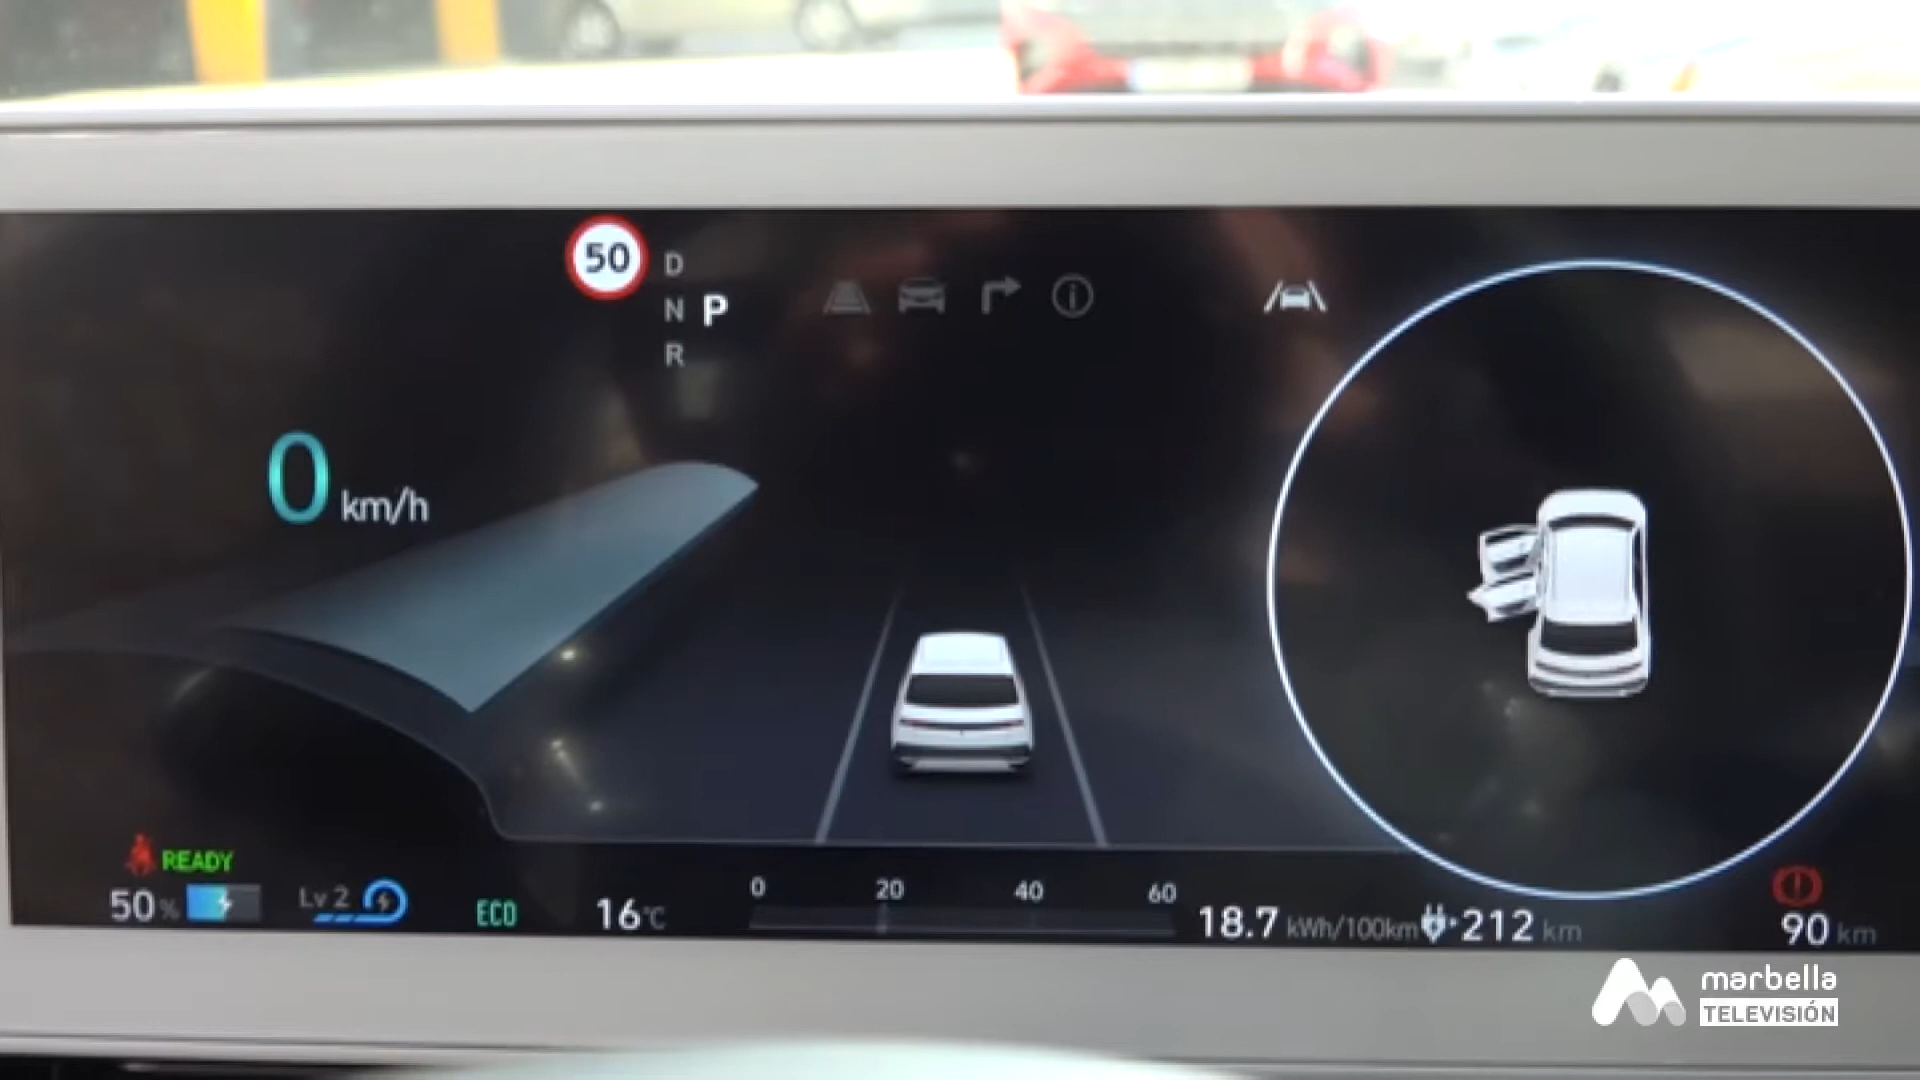 50
D
N P
R
0 km/h
READY
50 %
Lv 2
ECO
16 °C
0 20 40 60
18.7 kWh/100km
212 km
90 km
marbella
TELEVISIÓN